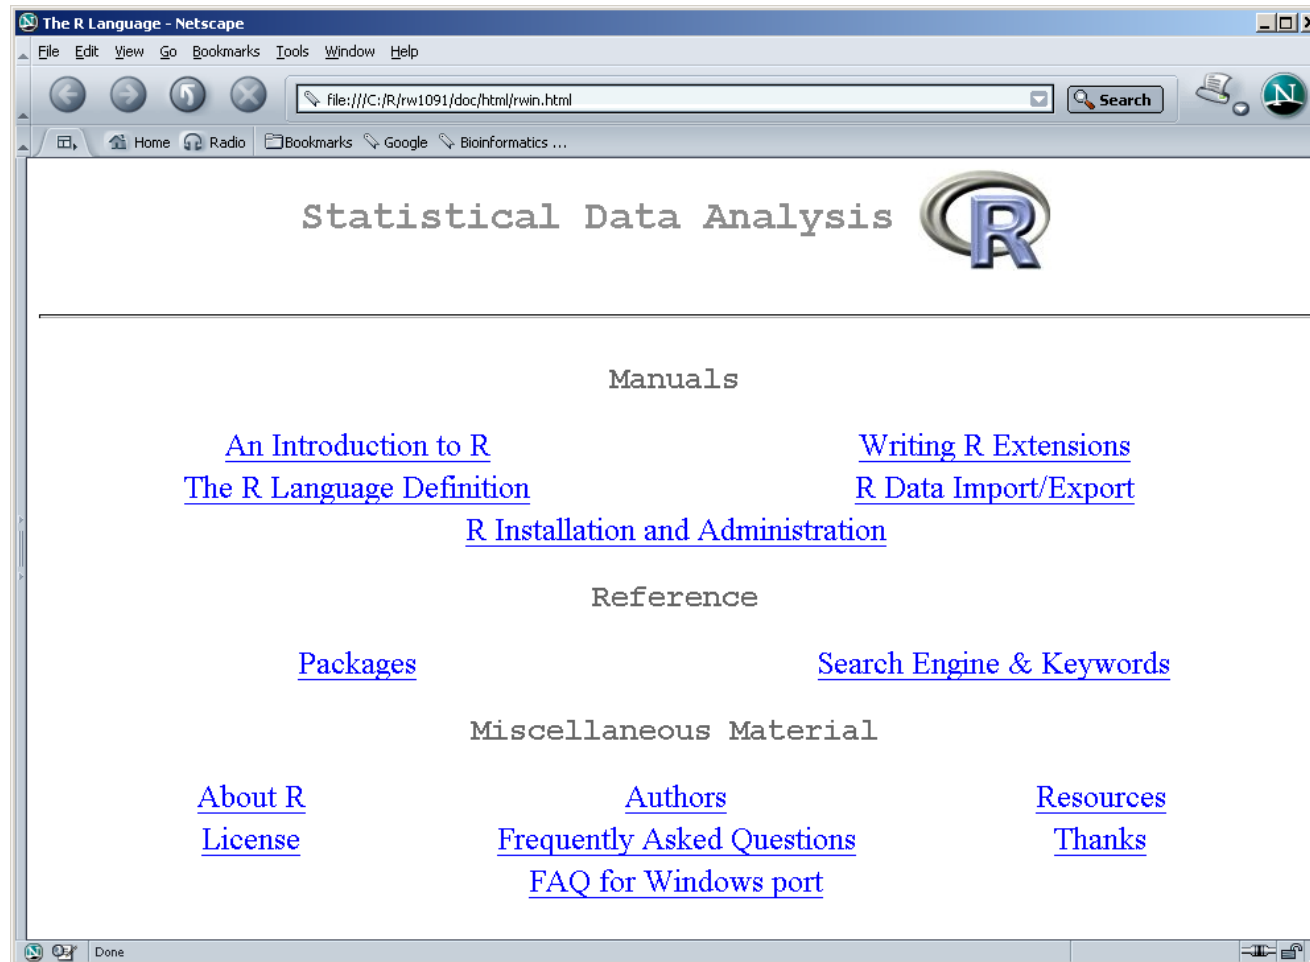 The R Language - Netscape
File Edit View Go Bookmarks Tools Window Help
file:///C:/R/rw1091/doc/html/rwin.html Search N
Home Radio Bookmarks Google Bioinformatics ...
Statistical Data Analysis R
Manuals
An Introduction to R Writing R Extensions
The R Language Definition R Data Import/Export
R Installation and Administration
Reference
Packages Search Engine & Keywords
Miscellaneous Material
About R Authors Resources
License Frequently Asked Questions Thanks
FAQ for Windows port
Done